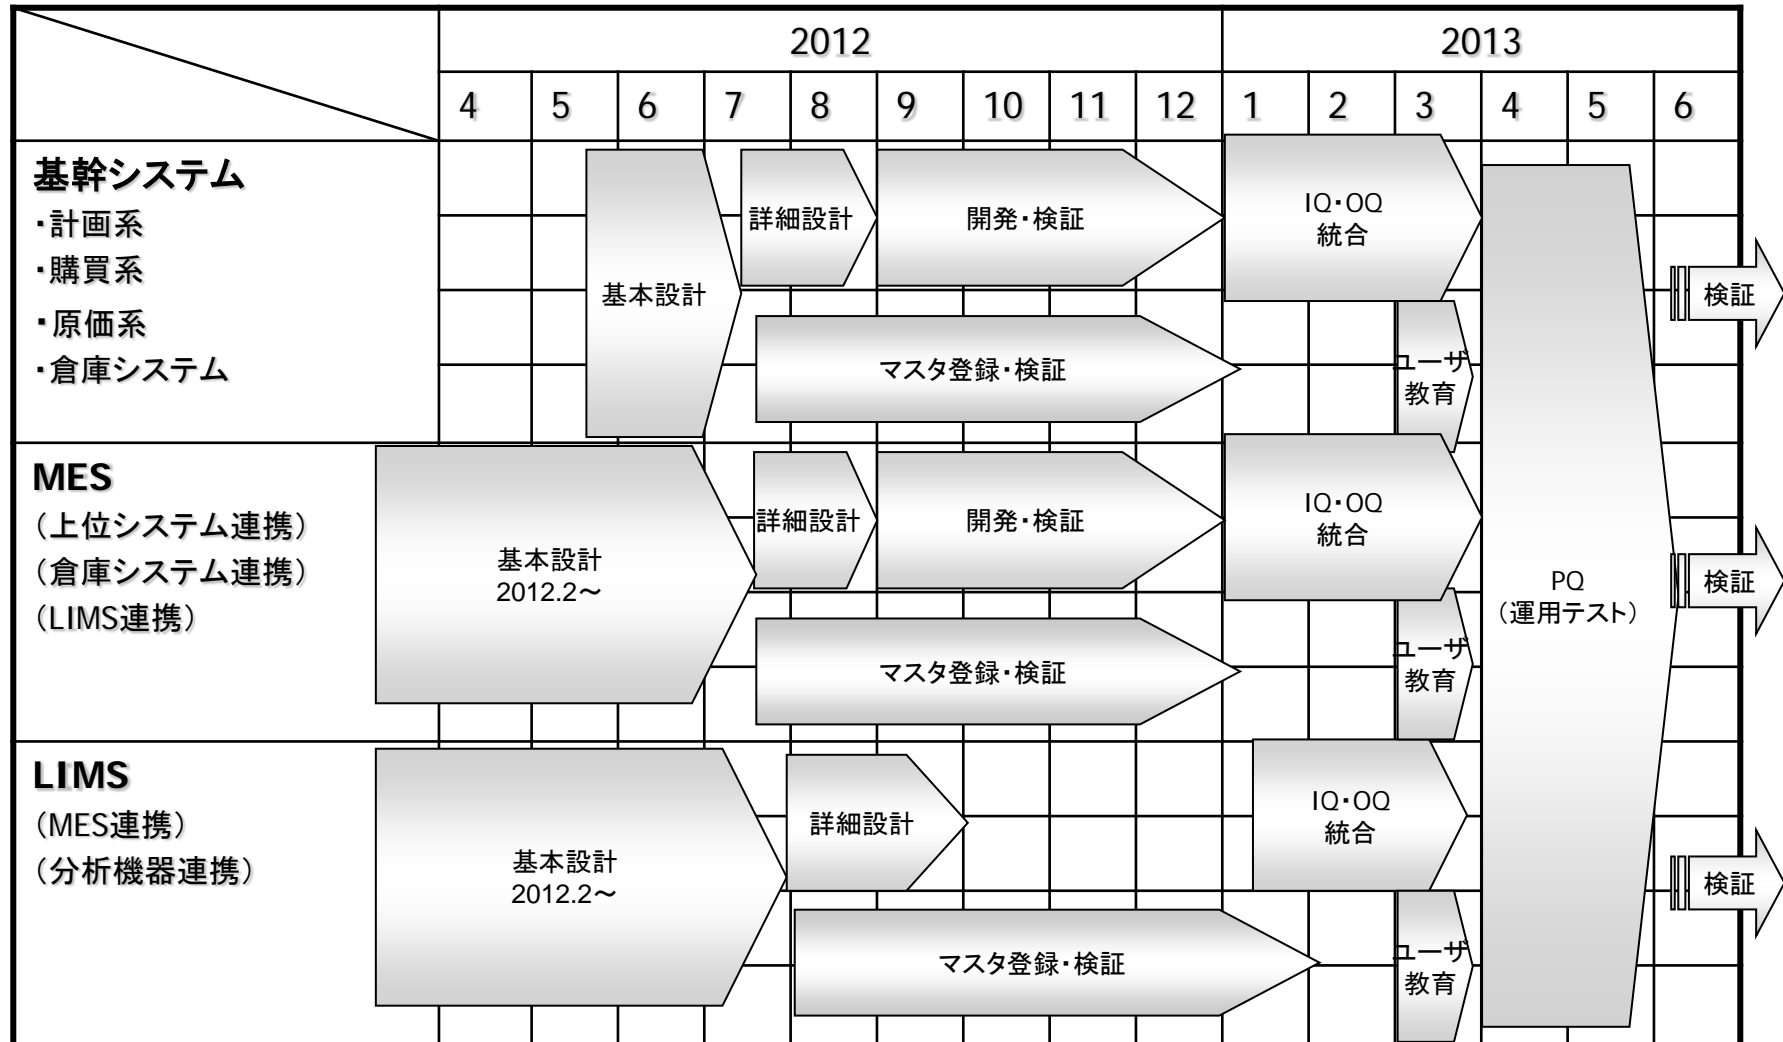 2012
2013
4 5 6 7 8 9 10 11 12 1 2 3 4 5 6
基幹システム
・計画系
・購買系
・原価系
・倉庫システム
基本設計
詳細設計
開発・検証
IQ・OQ
統合
マスタ登録・検証
ユーザ
教育
検証
MES
(上位システム連携)
(倉庫システム連携)
(LIMS連携)
基本設計
2012.2～
詳細設計
開発・検証
IQ・OQ
統合
マスタ登録・検証
ユーザ
教育
PQ
(運用テスト)
検証
LIMS
(MES連携)
(分析機器連携)
基本設計
2012.2～
詳細設計
IQ・OQ
統合
マスタ登録・検証
ユーザ
教育
検証